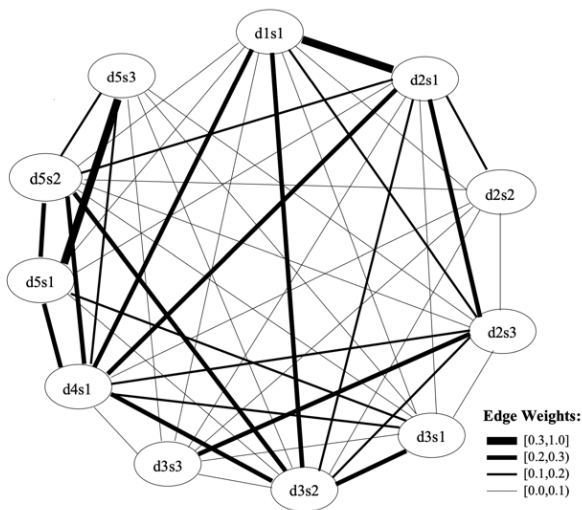 d1s1
d5s3
d2s1
d5s2
d2s2
d5s1
d2s3
d4s1
Edge Weights:
d3s1
[0.3,1.0]
d3s3
[0.2,0.3)
d3s2
[0.1,0.2)
[0.0,0.1)